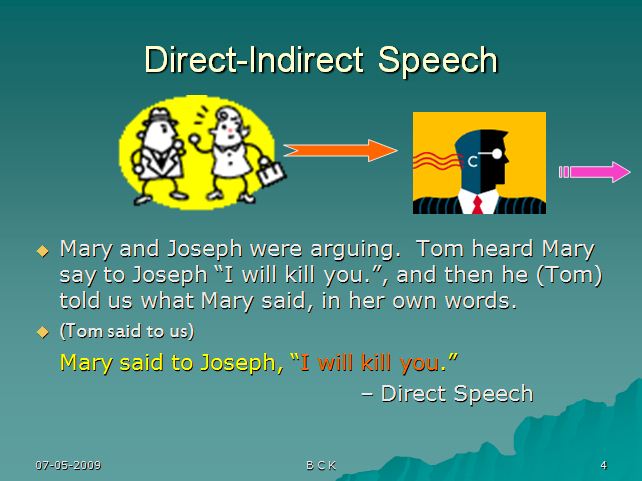 Direct-Indirect Speech
C
Mary and Joseph were arguing.  Tom heard Mary
say to Joseph “I will kill you.”, and then he (Tom)
told us what Mary said, in her own words.
(Tom said to us)
Mary said to Joseph, “I will kill you.”
– Direct Speech
07-05-2009
B C K
4